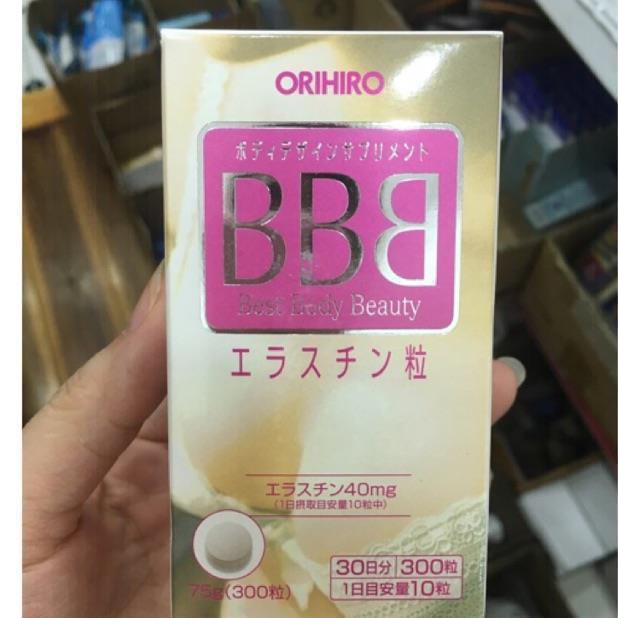 ORIHIRO
ボディデザインサプリメント
BBB
Best Body Beauty
エラスチン粒
エラスチン40mg
(1日摂取目安量10粒中)
75g(300粒)
30日分 300粒
1日目安量10粒